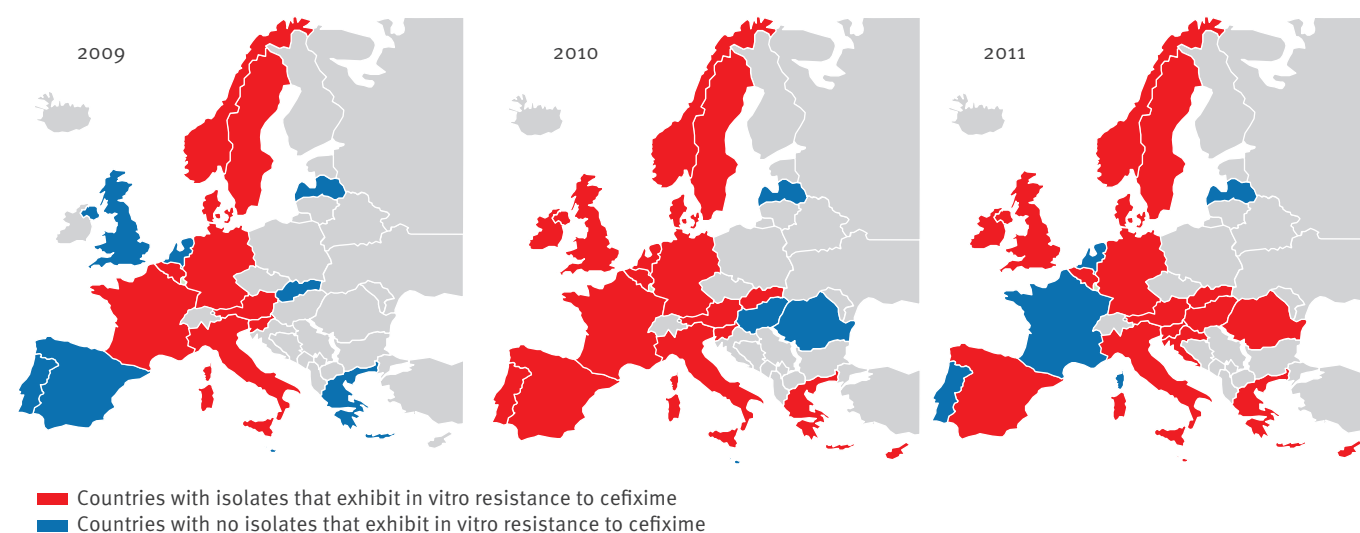 2009
2010
2011
Countries with isolates that exhibit in vitro resistance to cefixime
Countries with no isolates that exhibit in vitro resistance to cefixime